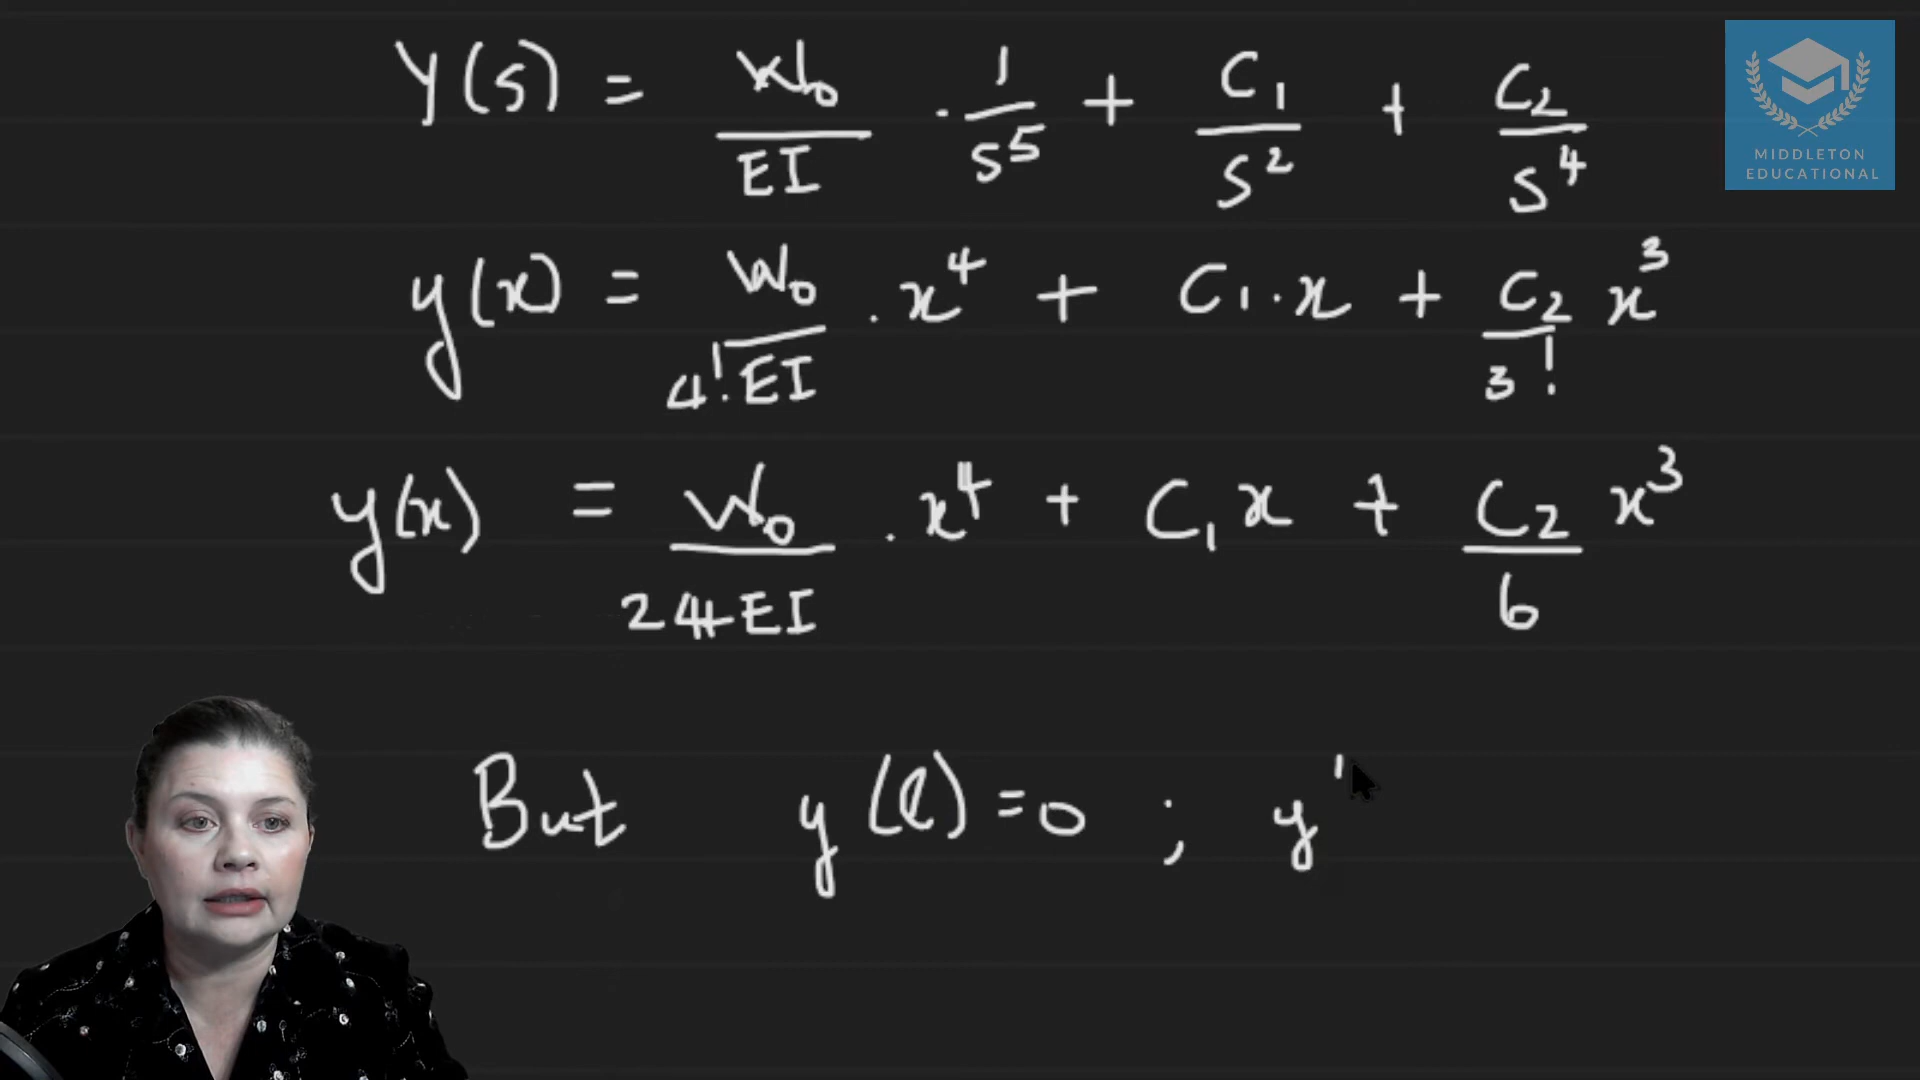 Y(s) = W₀/EI · 1/s⁵ + C₁/s² + C₂/s⁴
MIDDLETON
EDUCATIONAL
y(x) = W₀/4!EI · x⁴ + C₁·x + C₂/3! x³
y(x) = W₀/24EI · x⁴ + C₁x + C₂/6 x³
But y(l)=0 ; y'